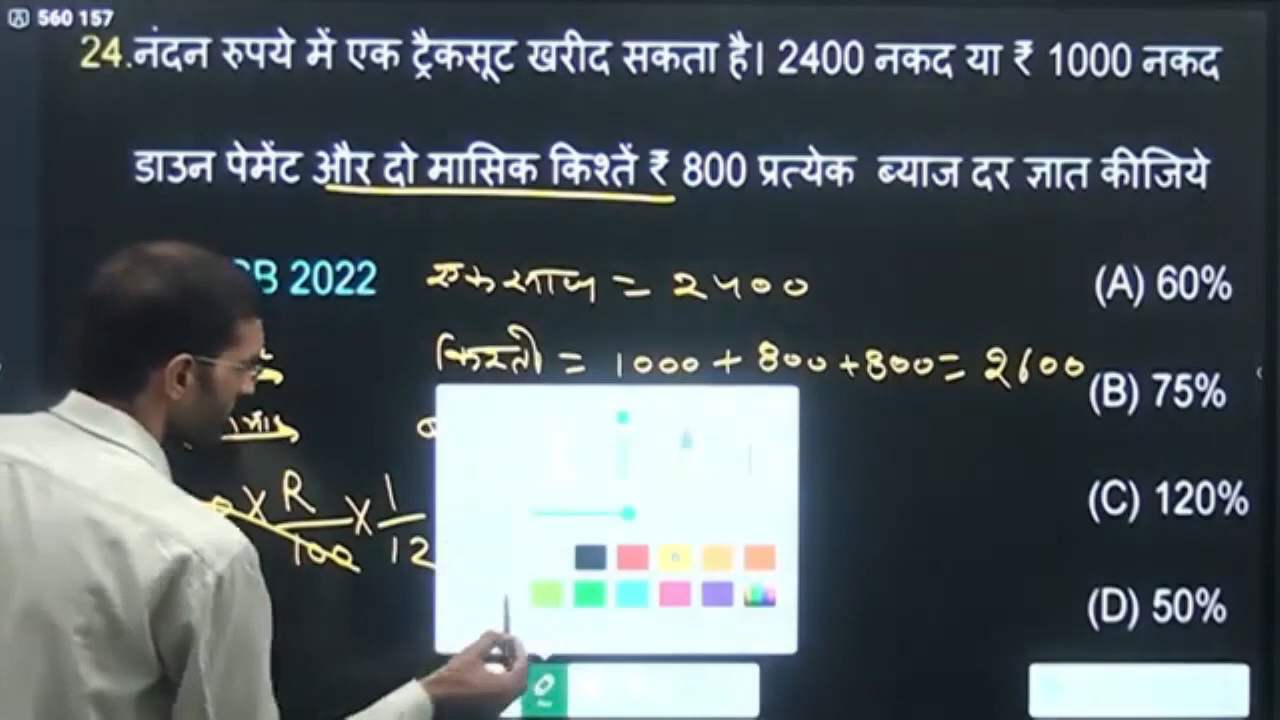 560 157
24.नंदन रुपये में एक ट्रैकसूट खरीद सकता है। 2400 नकद या ₹ 1000 नकद
डाउन पेमेंट और दो मासिक किश्तें ₹ 800 प्रत्येक ब्याज दर ज्ञात कीजिये
B 2022
= 2400
= 1000 + 800 + 800 = 2600
(A) 60%
(B) 75%
(C) 120%
(D) 50%
X R/100 X 1/12